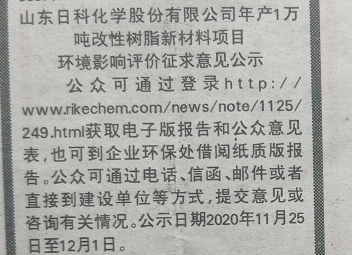 山东日科化学股份有限公司年产1万
吨改性树脂新材料项目
环境影响评价征求意见公示
公众可通过登录http://
www.rikechem.com/news/note/1125/
249.html获取电子版报告和公众意见
表,也可到企业环保处借阅纸质版报
告。公众可通过电话、信函、邮件或者
直接到建设单位等方式,提交意见或
咨询有关情况。公示日期2020年11月25
日至12月1日。